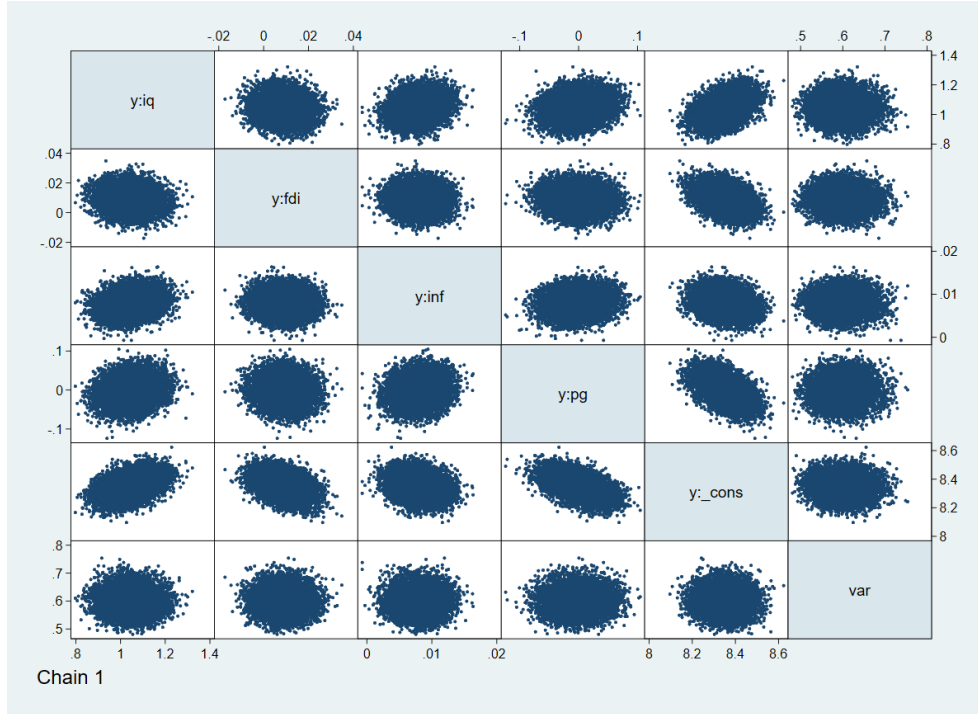 -.02 0 .02 .04 -.1 0 .1 .5 .6 .7 .8
y:iq
1.4
1.2
1
.8
.04
.02
0
-.02
y:fdi
y:inf
.02
.01
0
.1
0
-.1
y:pg
y:_cons
8.6
8.4
8.2
8
.8
.7
.6
.5
var
.8 1 1.2 1.4 0 .01 .02 8 8.2 8.4 8.6
Chain 1